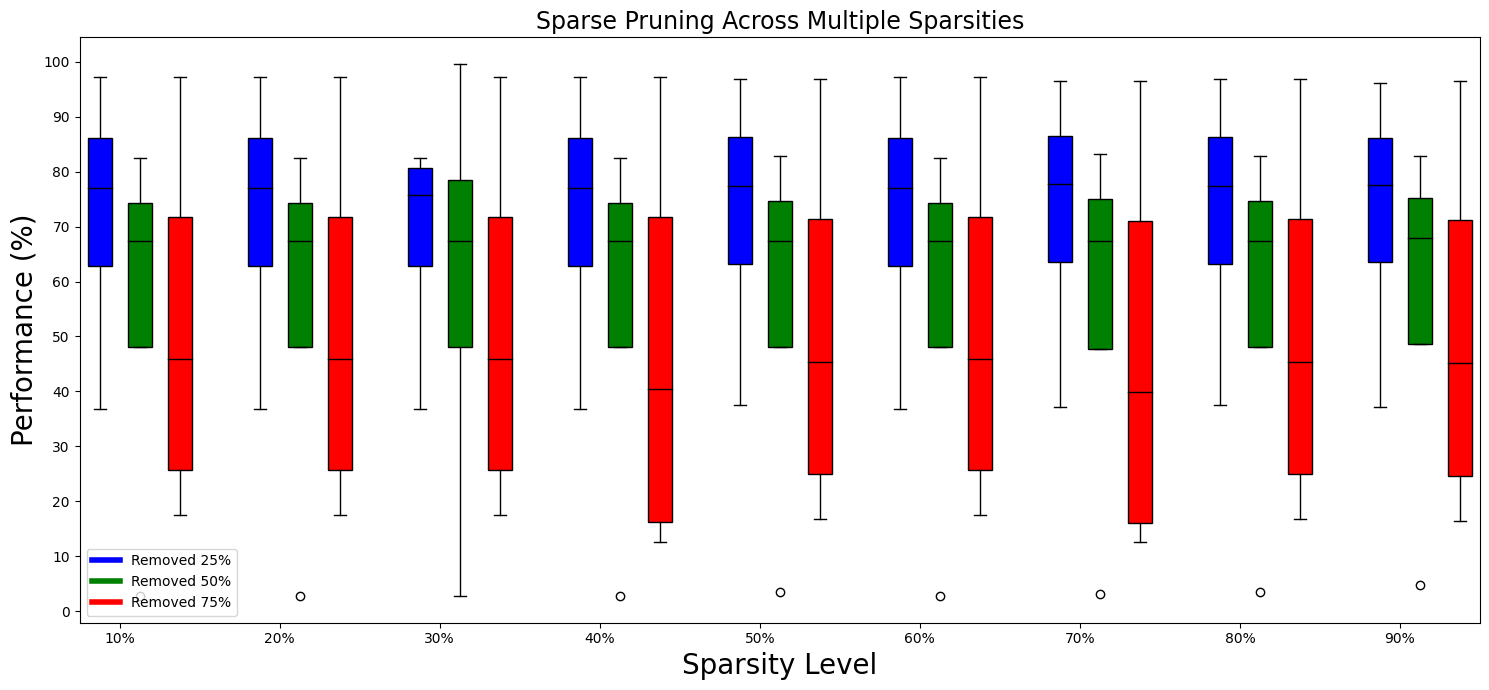 Sparse Pruning Across Multiple Sparsities
Performance (%)
100
90
80
70
60
50
40
30
20
10
0
Removed 25%
Removed 50%
Removed 75%
10% 20% 30% 40% 50% 60% 70% 80% 90%
Sparsity Level